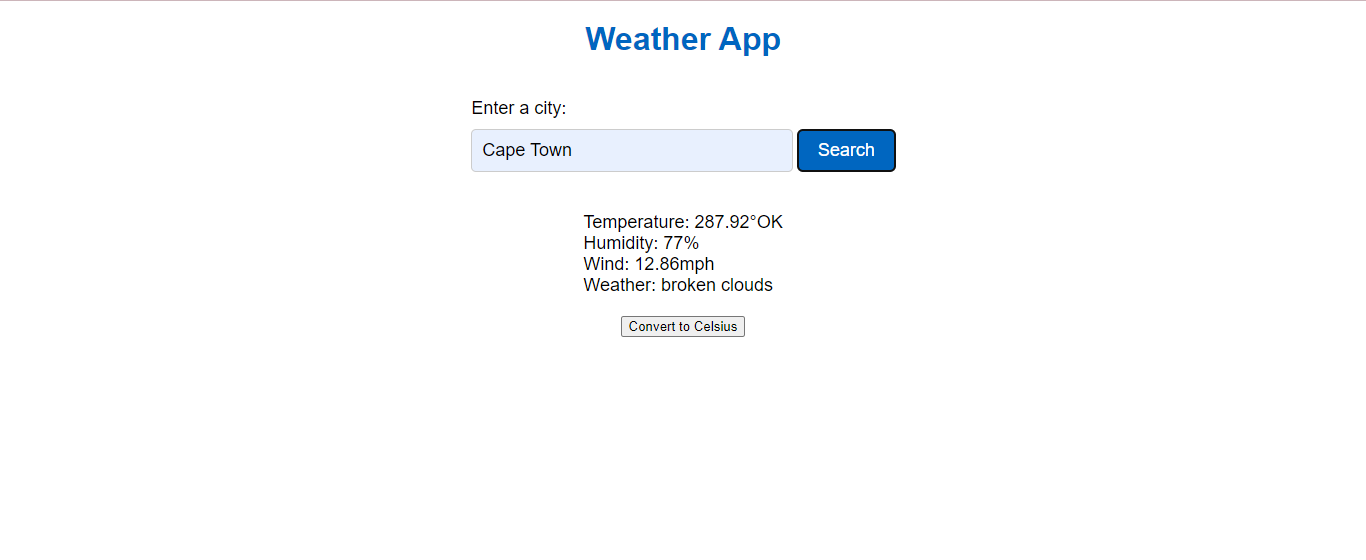 Weather App
Enter a city:
Cape Town Search
Temperature: 287.92°OK
Humidity: 77%
Wind: 12.86mph
Weather: broken clouds
Convert to Celsius